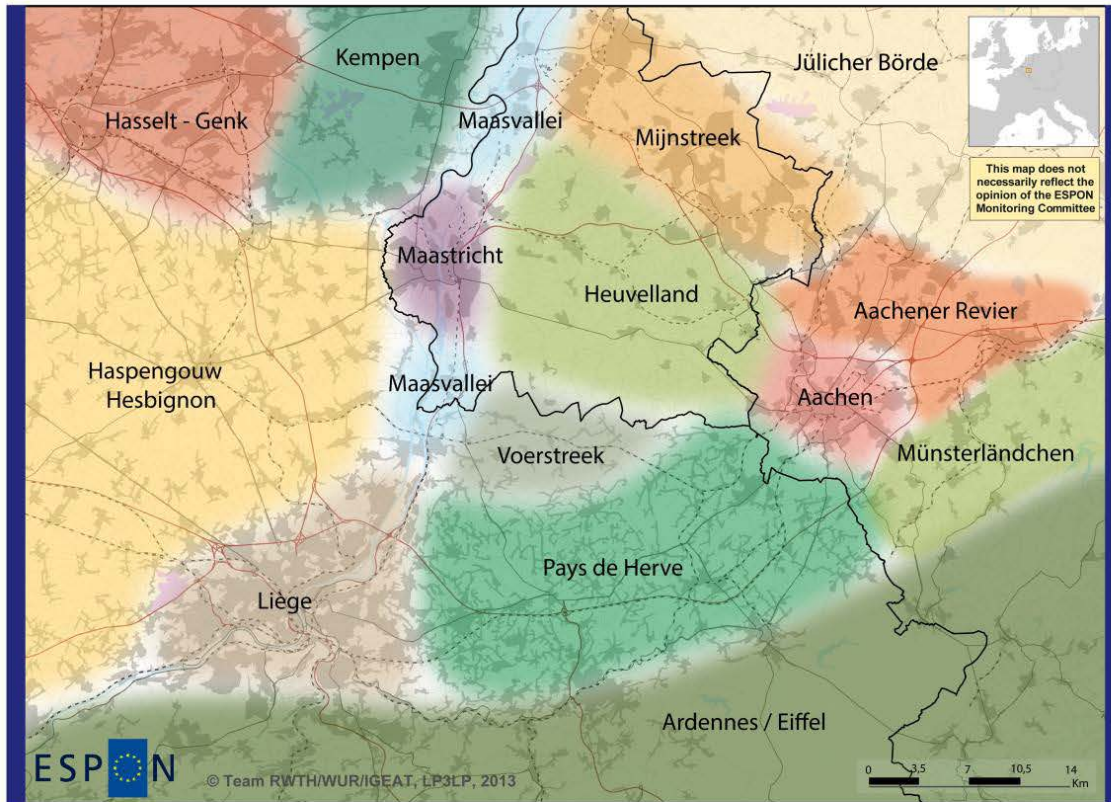 Kempen
Jülicher Börde
Hasselt - Genk
Maasvallei
Mijnstreek
This map does not
necessarily reflect the
opinion of the ESPON
Monitoring Committee
Maastricht
Heuvelland
Aachener Revier
Haspengouw
Hesbignon
Maasvallei
Aachen
Voerstreek
Münsterländchen
Pays de Herve
Liège
Ardennes / Eiffel
ESPON
© Team RWTH/WUR/IGEAT, LP3LP, 2013
0 3,5 7 10,5 14
Km